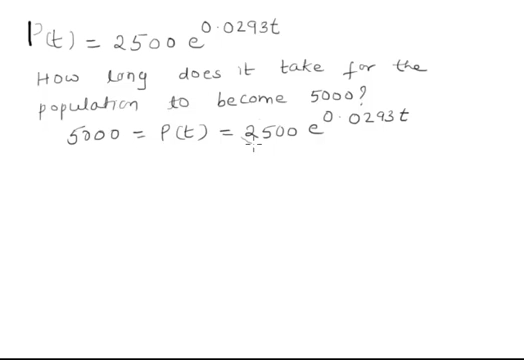 P(t) = 2500 e^0.0293t
How long does it take for the
population to become 5000?
5000 = P(t) = 2500 e^0.0293t